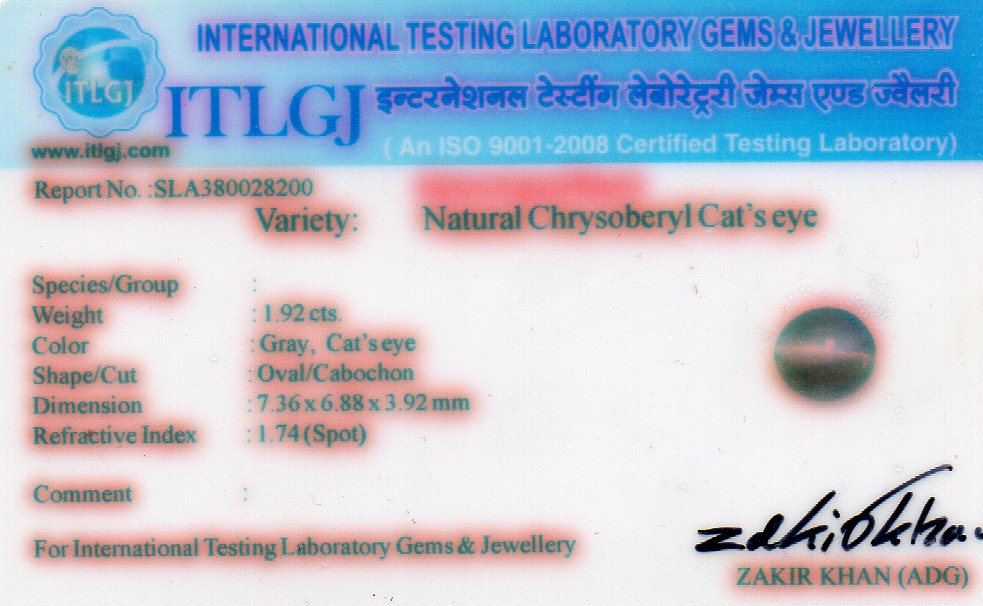 INTERNATIONAL TESTING LABORATORY GEMS & JEWELLERY
ITLGJ
ITLGJ इन्टरनेशनल टेस्टींग लेबोरेट्ररी जेम्स एण्ड ज्वैलरी
www.itlgj.com
( An ISO 9001-2008 Certified Testing Laboratory)
Report No. :SLA380028200
Variety: Natural Chrysoberyl Cat's eye
Species/Group :
Weight : 1.92 cts.
Color : Gray, Cat's eye
Shape/Cut : Oval/Cabochon
Dimension : 7.36 x 6.88 x 3.92 mm
Refractive Index : 1.74 (Spot)
Comment :
For International Testing Laboratory Gems & Jewellery
zakir khan
ZAKIR KHAN (ADG)